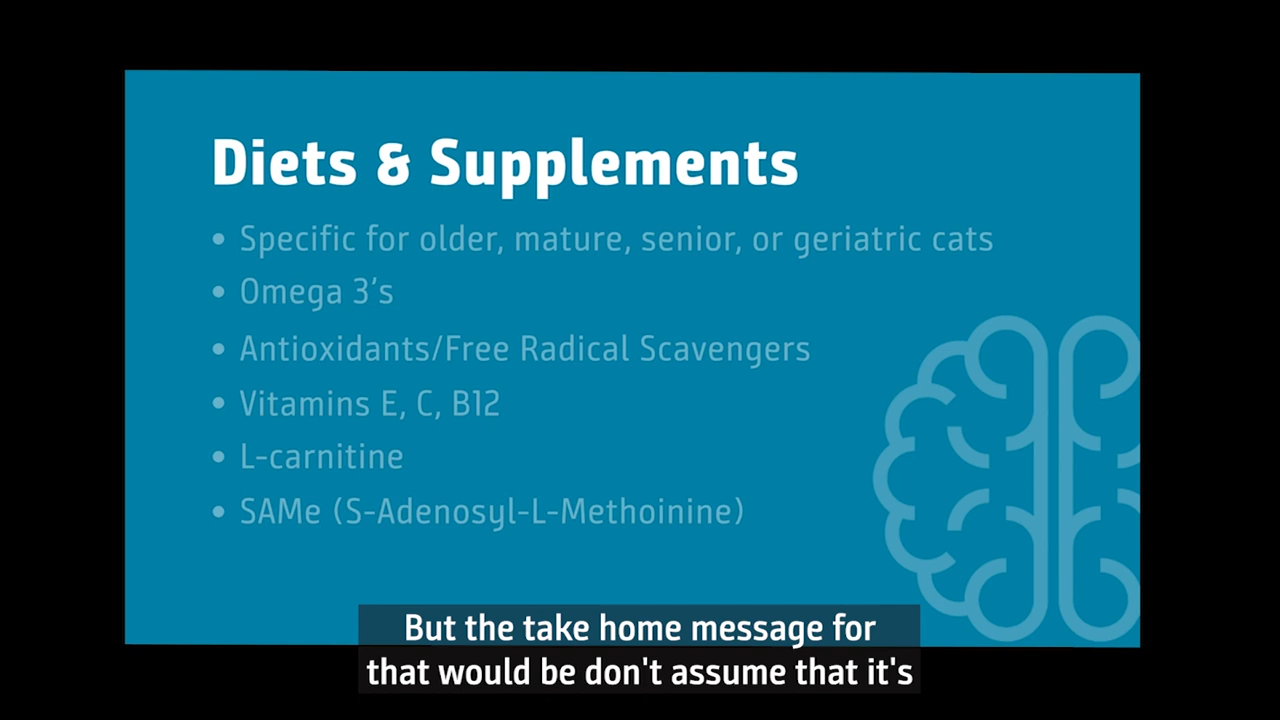 Diets & Supplements
• Specific for older, mature, senior, or geriatric cats
• Omega 3's
• Antioxidants/Free Radical Scavengers
• Vitamins E, C, B12
• L-carnitine
• SAMe (S-Adenosyl-L-Methoinine)
But the take home message for
that would be don't assume that it's